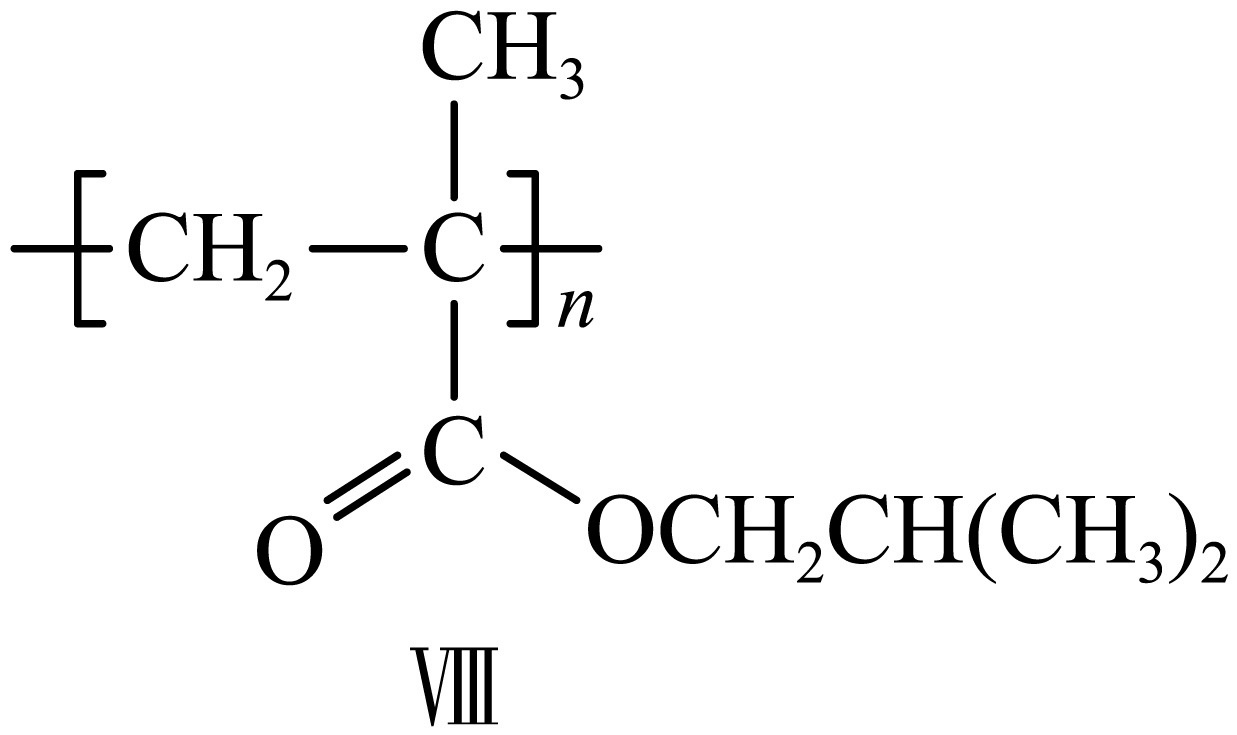 CH₃
[CH₂—C]ₙ
C
O
OCH₂CH(CH₃)₂
Ⅷ